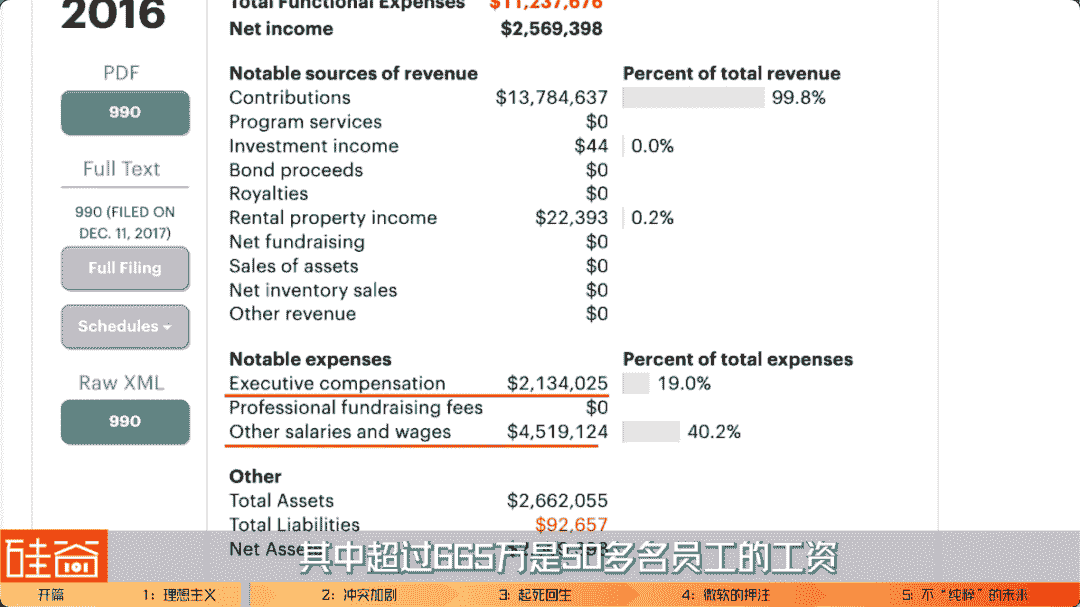 2016
Total Functional Expenses $11,237,676
Net income $2,569,398
PDF
990
Full Text
990 (FILED ON
DEC. 11, 2017)
Full Filing
Schedules
Raw XML
990
Notable sources of revenue Percent of total revenue
Contributions $13,784,637 99.8%
Program services $0
Investment income $44 0.0%
Bond proceeds $0
Royalties $0
Rental property income $22,393 0.2%
Net fundraising $0
Sales of assets $0
Net inventory sales $0
Other revenue $0
Notable expenses Percent of total expenses
Executive compensation $2,134,025 19.0%
Professional fundraising fees $0
Other salaries and wages $4,519,124 40.2%
Other
Total Assets $2,662,055
Total Liabilities $92,657
Net Assets
其中超过665万是50多名员工的工资
硅谷101
开篇 1：理想主义 2：冲突加剧 3：起死回生 4：微软的押注 5：不“纯粹”的未来